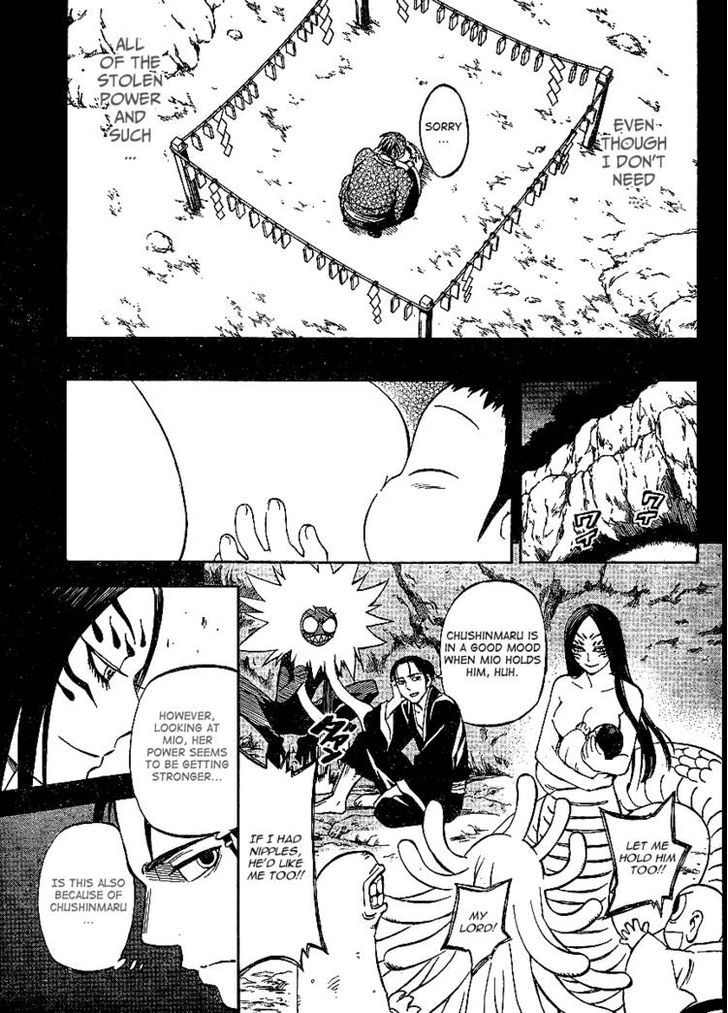 ALL
OF THE
STOLEN
POWER
AND
SUCH
...
SORRY
...
EVEN
THOUGH
I DON'T
NEED
ワイ
ワイ
CHUSHINMARU IS
IN A GOOD MOOD
WHEN MIO HOLDS
HIM, HUH.
HOWEVER,
LOOKING AT
MIO, HER
POWER SEEMS
TO BE GETTING
STRONGER...
IF I HAD
NIPPLES,
HE'D LIKE
ME TOO!!
LET ME
HOLD HIM
TOO!!
MY
LORD!
IS THIS ALSO
BECAUSE OF
CHUSHINMARU
...